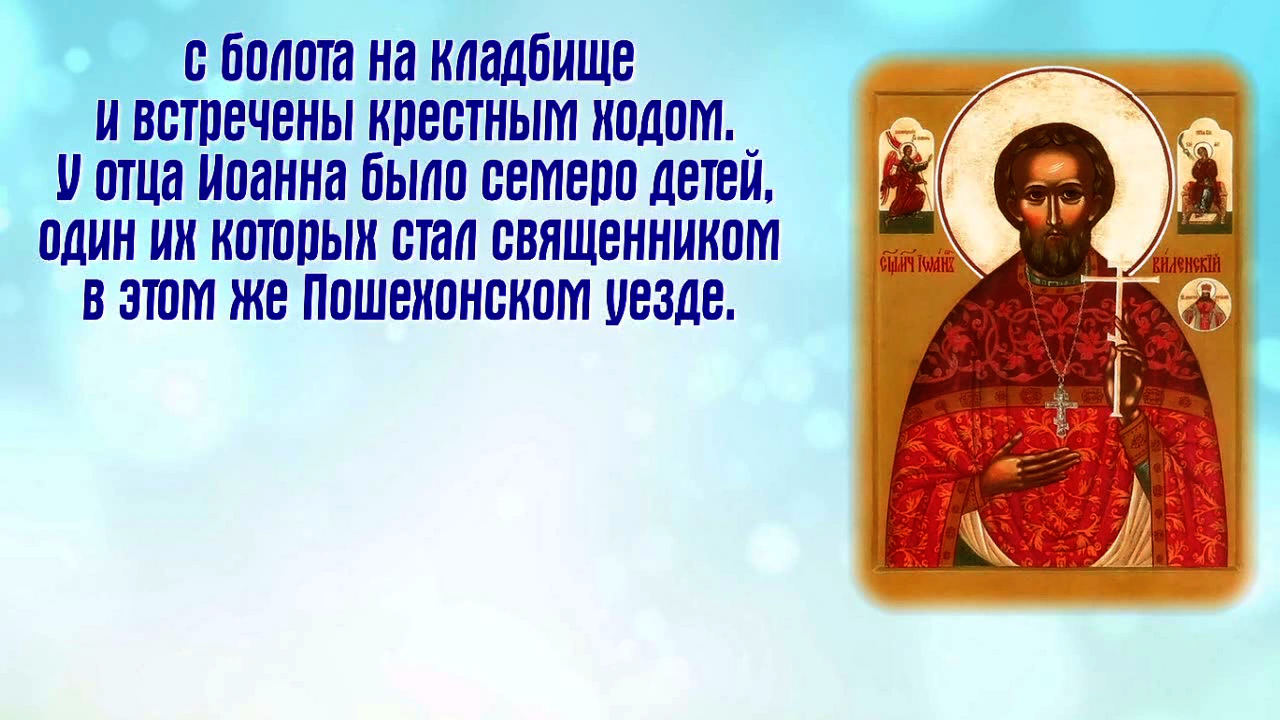 с болота на кладбище
и встречены крестным ходом.
У отца Иоанна было семеро детей,
один их которых стал священником
в этом же Пошехонском уезде.
ВИЛЕНСКІЙ